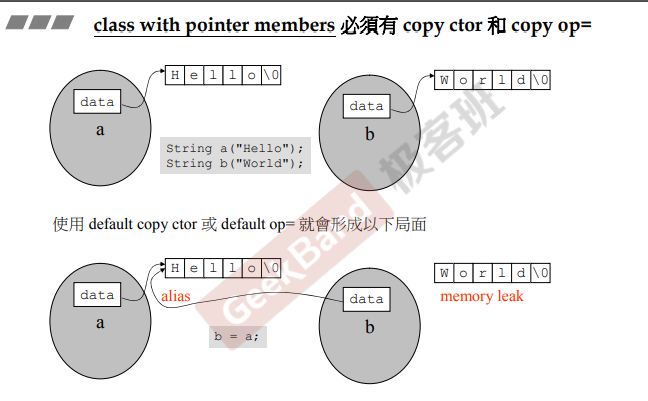 class with pointer members 必須有 copy ctor 和 copy op=
H e l l o \0
data
a
W o r l d \0
data
b
String a("Hello");
String b("World");
使用 default copy ctor 或 default op= 就會形成以下局面
H e l l o \0
data
alias
a
W o r l d \0
data
memory leak
b
b = a;
GeekBand 极客班